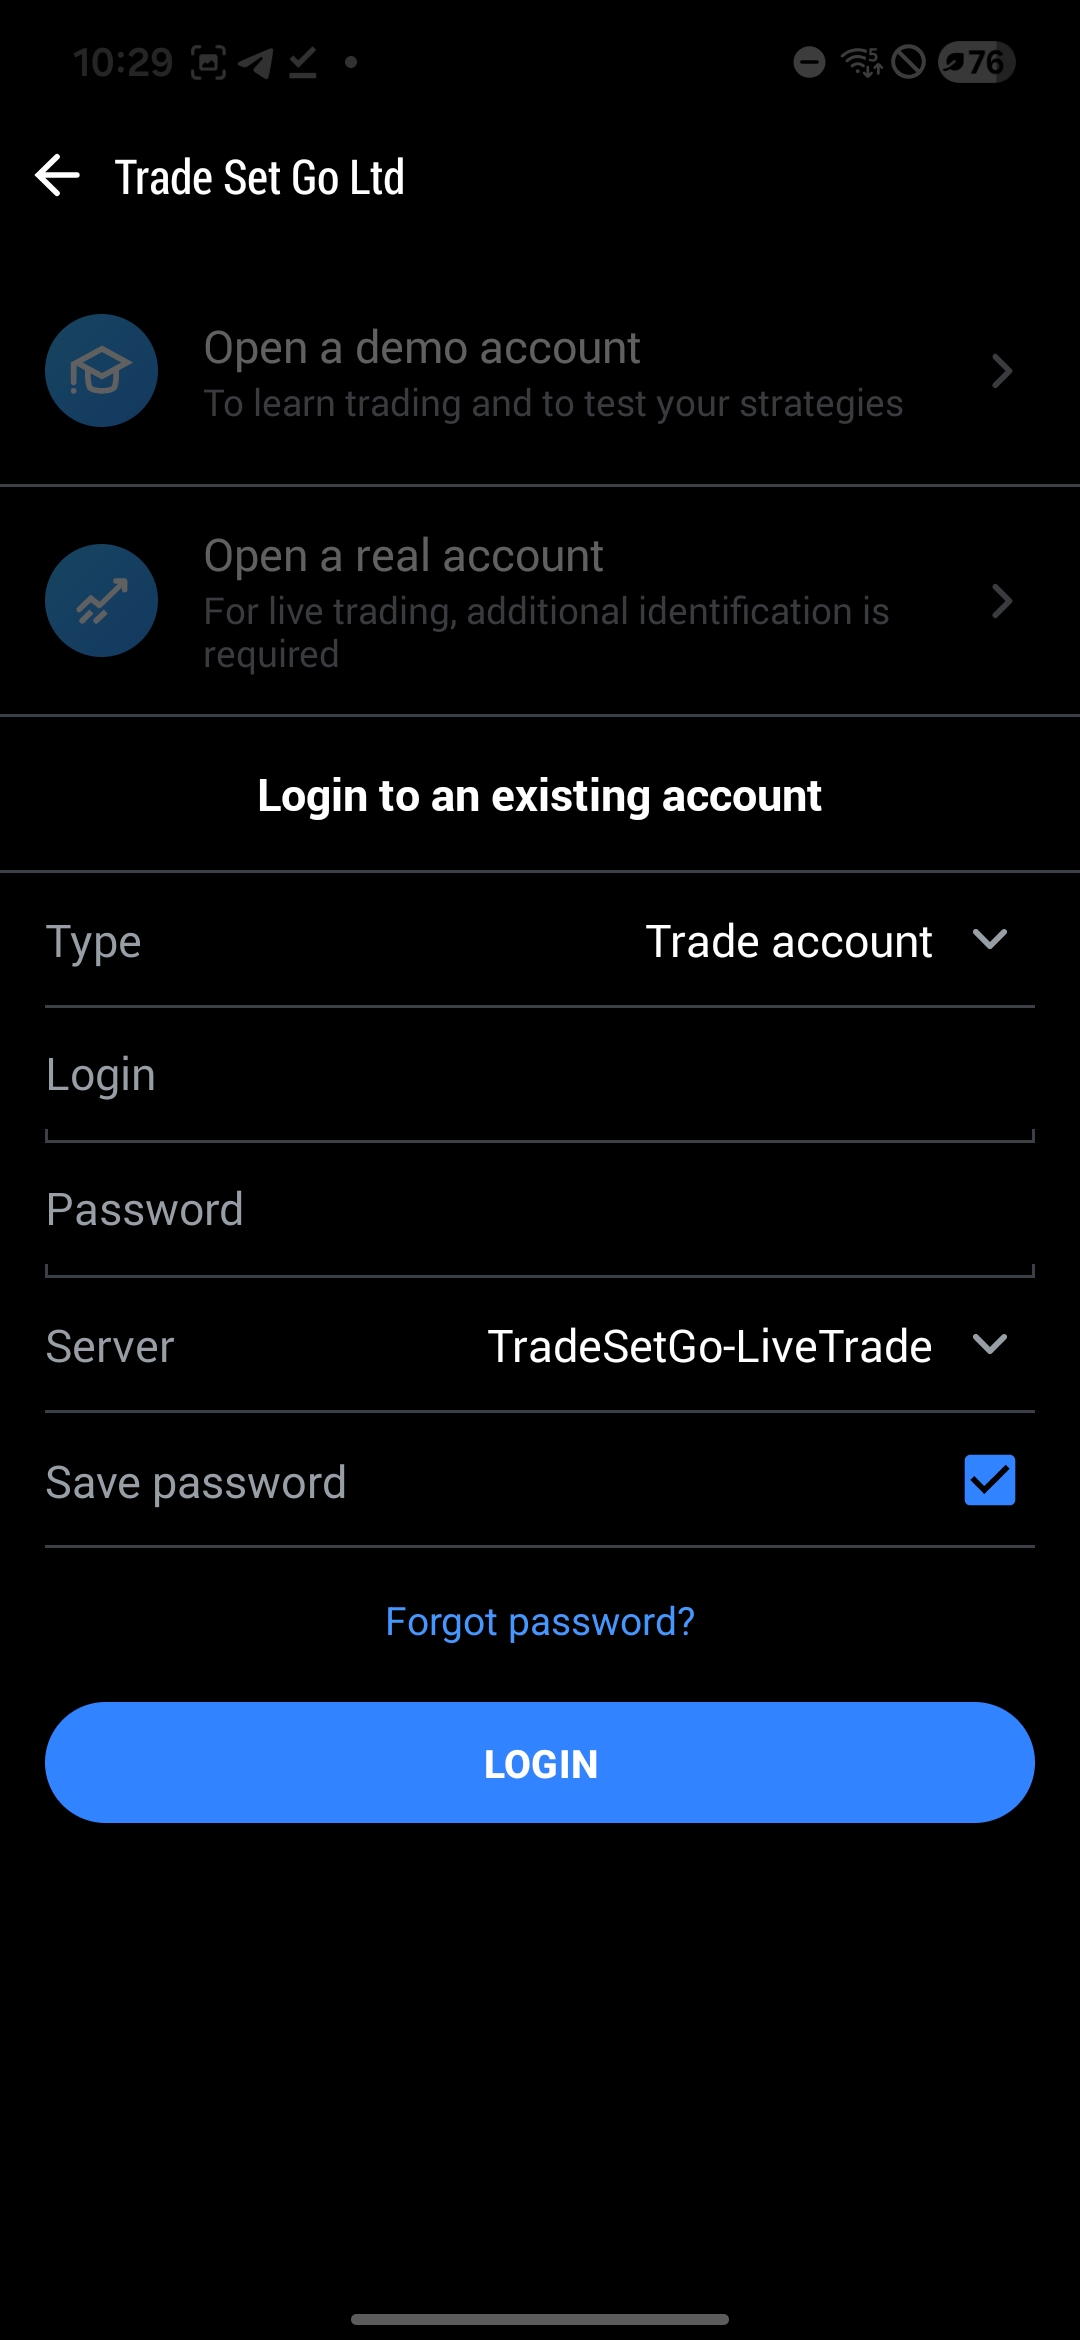 10:29
5
76
Trade Set Go Ltd
Open a demo account
To learn trading and to test your strategies
Open a real account
For live trading, additional identification is
required
Login to an existing account
Type Trade account
Login
Password
Server TradeSetGo-LiveTrade
Save password
Forgot password?
LOGIN